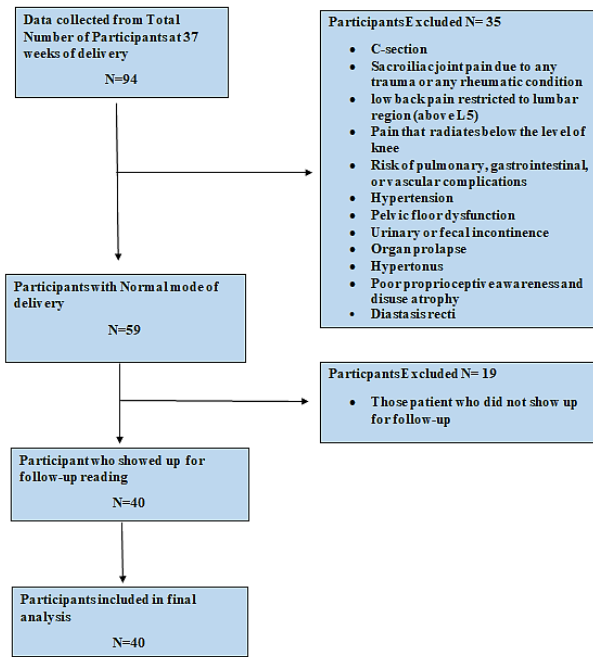 Data collected from Total
Number of Participants at 37
weeks of delivery
N=94
Participants Excluded N= 35
• C-section
• Sacroiliac joint pain due to any
trauma or any rheumatic condition
• low back pain restricted to lumbar
region (above L5)
• Pain that radiates below the level of
knee
• Risk of pulmonary, gastrointestinal,
or vascular complications
• Hypertension
• Pelvic floor dysfunction
• Urinary or fecal incontinence
• Organ prolapse
• Hypertonus
• Poor proprioceptive awareness and
disuse atrophy
• Diastasis recti
Participants with Normal mode of
delivery
N=59
Particpants Excluded N= 19
• Those patient who did not show up
for follow-up
Participant who showed up for
follow-up reading
N=40
Participants included in final
analysis
N=40